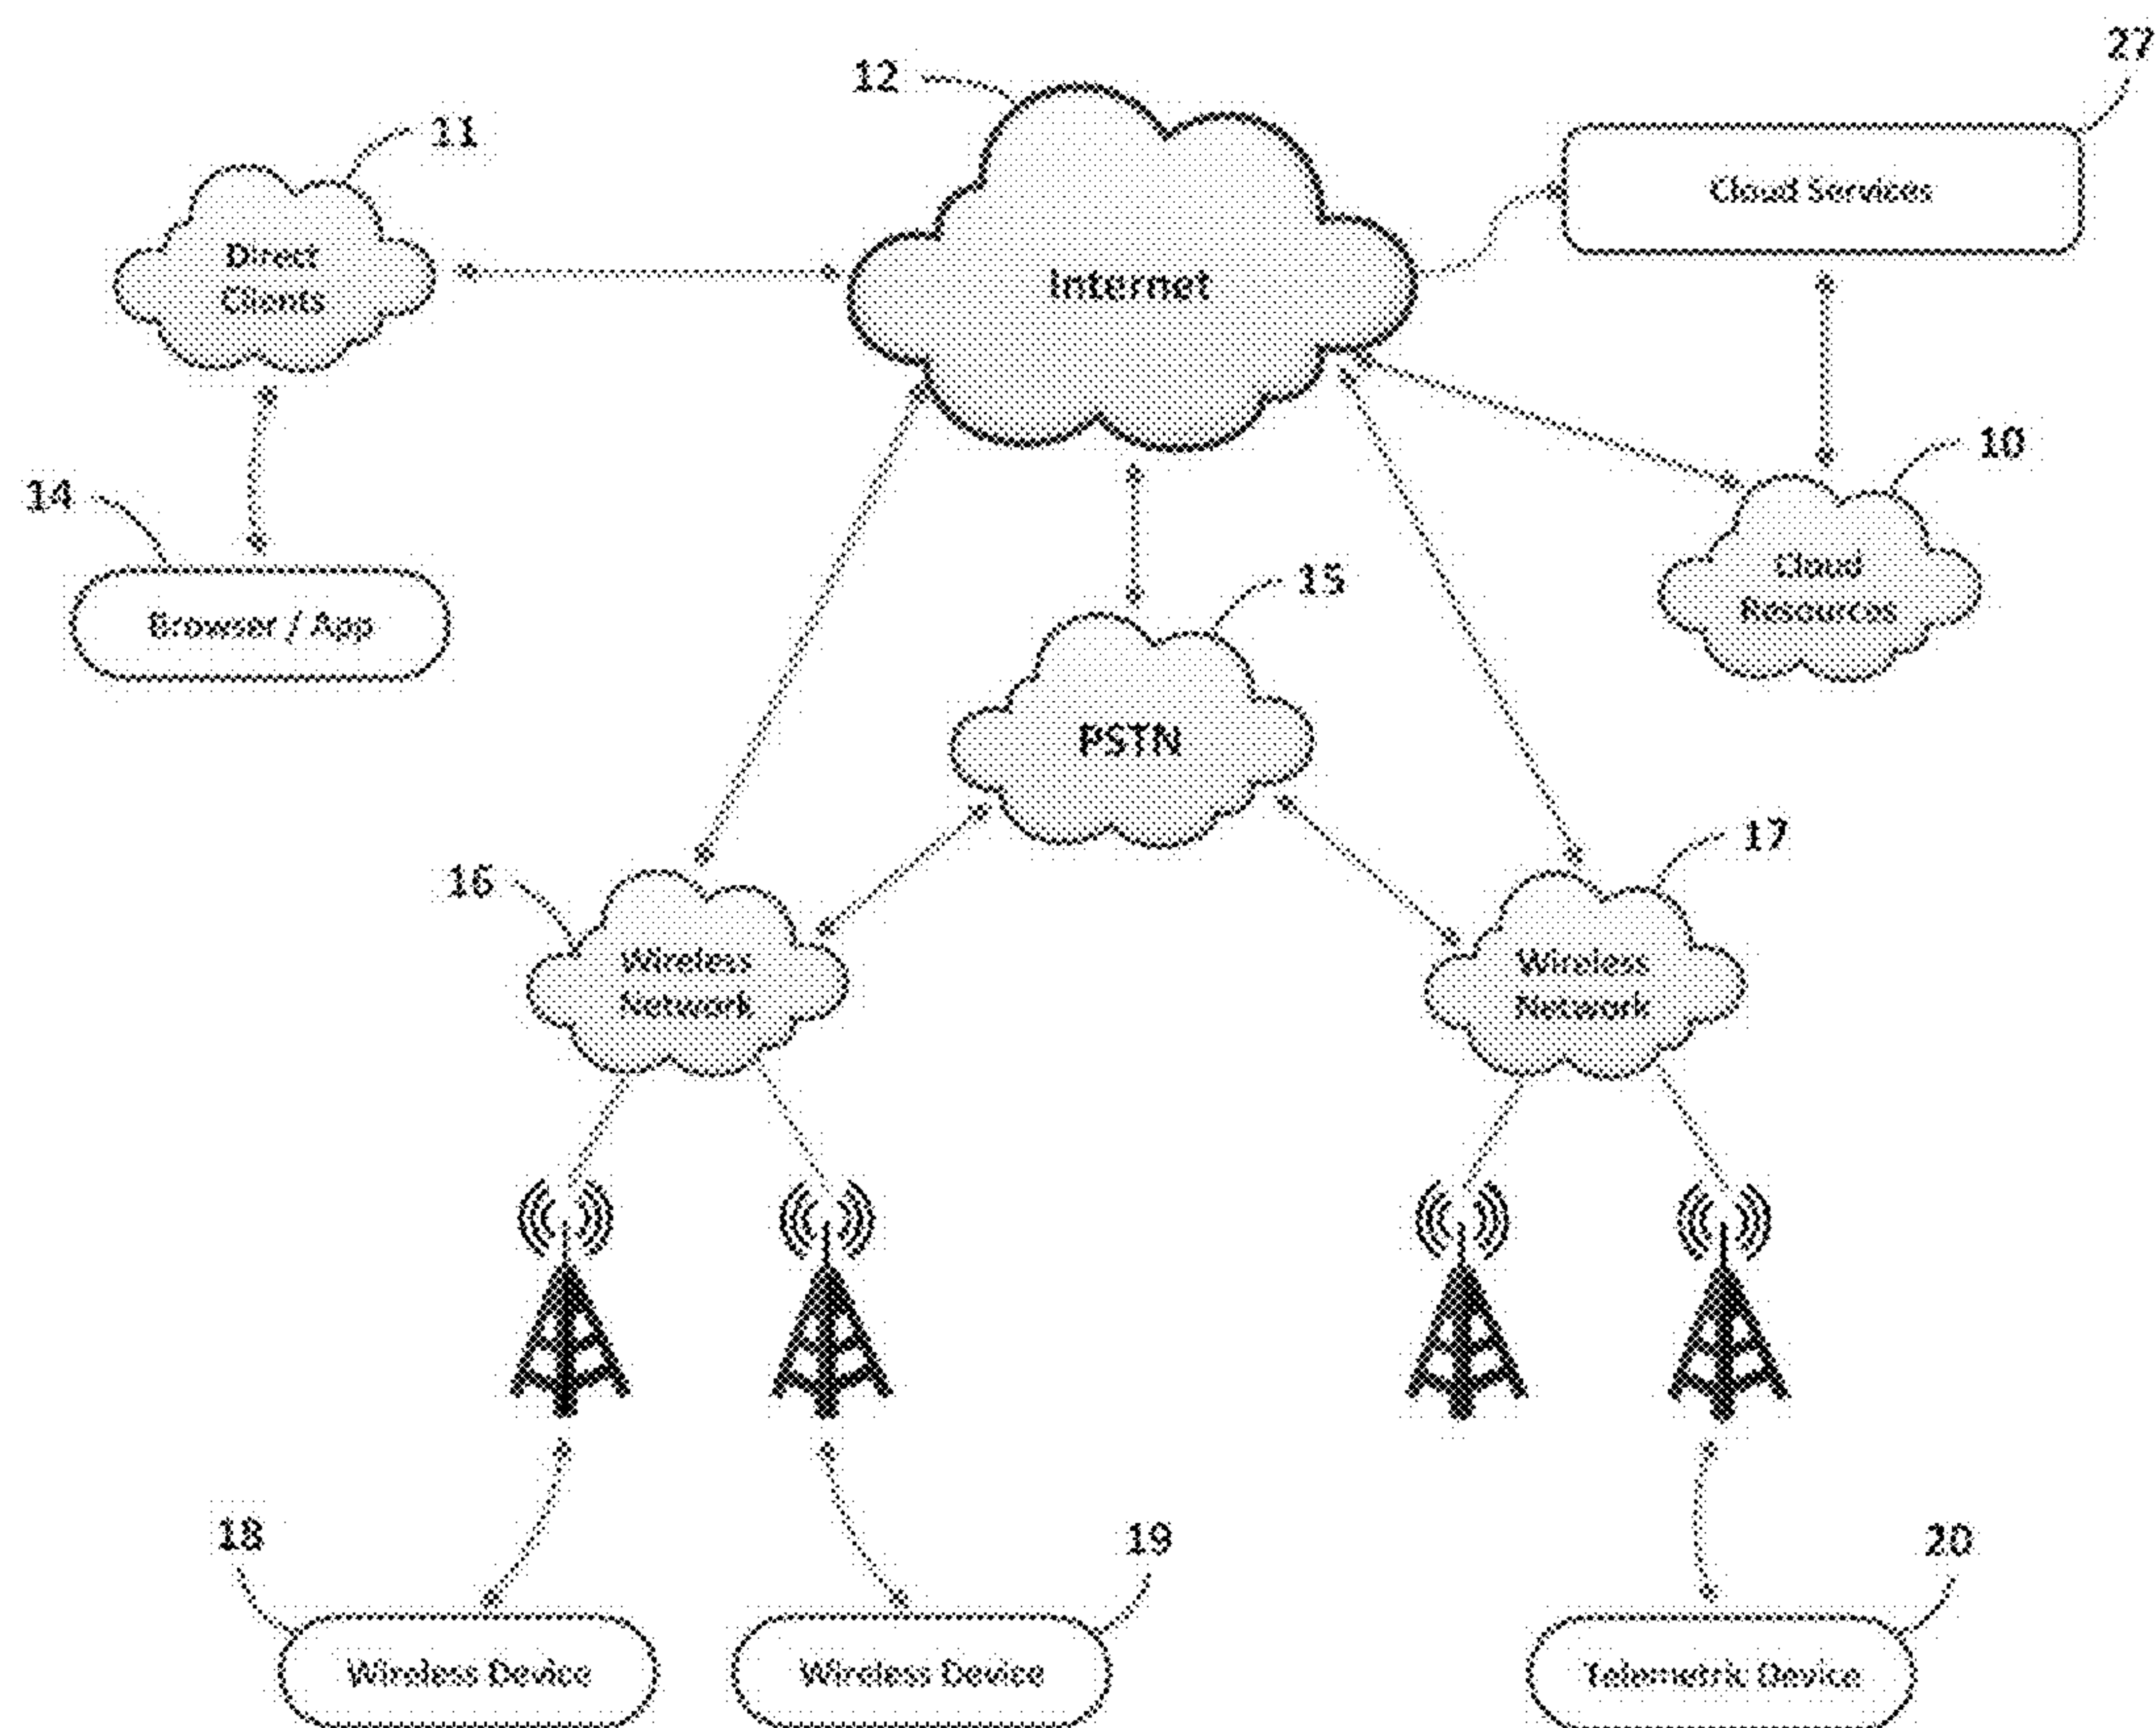 27
12
11
Cloud Services
Direct
Clients
Internet
10
14
15
Cloud
Resources
Browser / App
PSTN
17
16
Wireless
Network
Wireless
Network
18
19
20
Wireless Device
Wireless Device
Telemetric Device